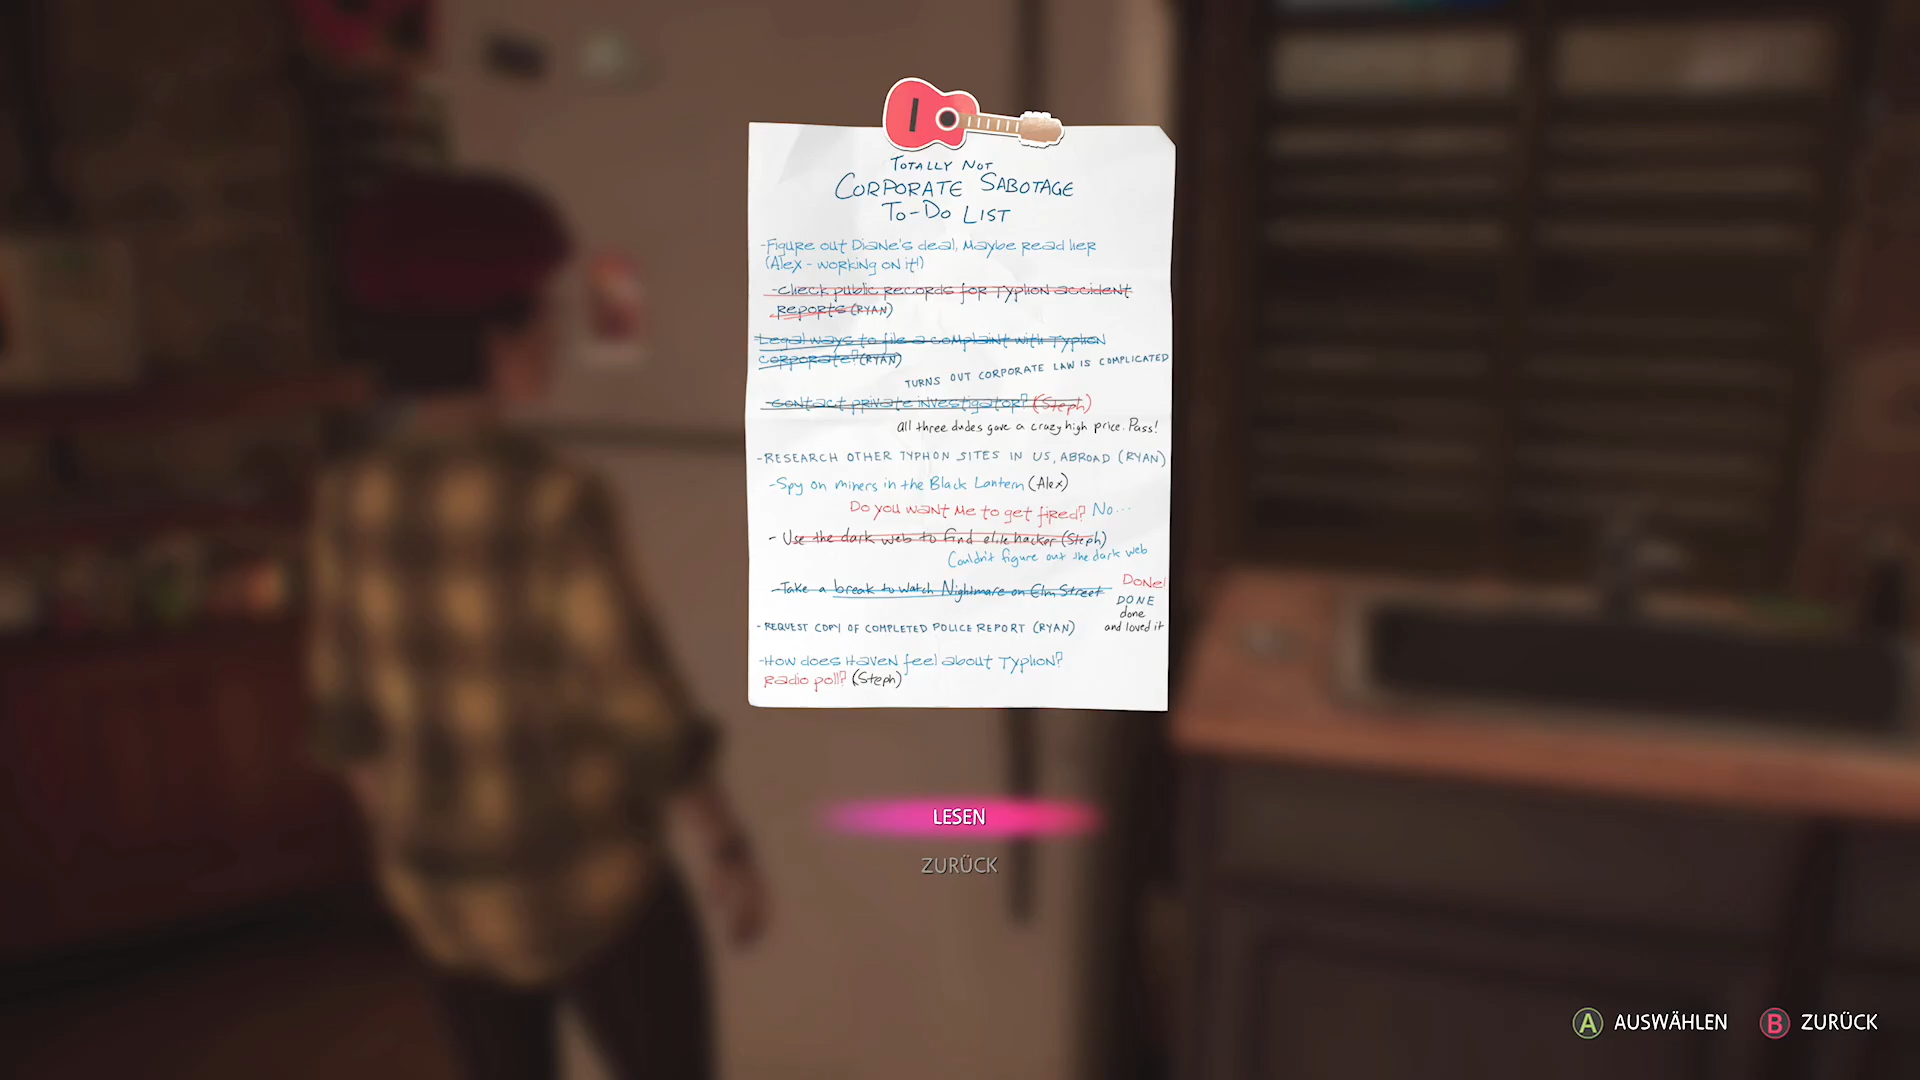 Totally Not
Corporate Sabotage
To-Do List
-Figure out Diane's deal, Maybe read her
(Alex - working on it!)
-Check public records for Typhon accident
reports (RYAN)
Legal ways to file a complaint with Typhon
corporate? (RYAN)
TURNS OUT CORPORATE LAW IS COMPLICATED
-Contact private investigator? (Steph)
All three dudes gave a crazy high price. Pass!
-RESEARCH OTHER TYPHON SITES IN US, ABROAD (RYAN)
-Spy on miners in the Black Lantern (Alex)
Do you want me to get fired? No...
- Use the dark web to find elite hacker (Steph)
Couldn't figure out the dark web
-Take a break to watch Nightmare on Elm Street
Done!
DONE
done
and loved it
-REQUEST COPY OF COMPLETED POLICE REPORT (RYAN)
-How does Haven feel about Typhon?
Radio poll? (Steph)
LESEN
ZURÜCK
A AUSWÄHLEN B ZURÜCK